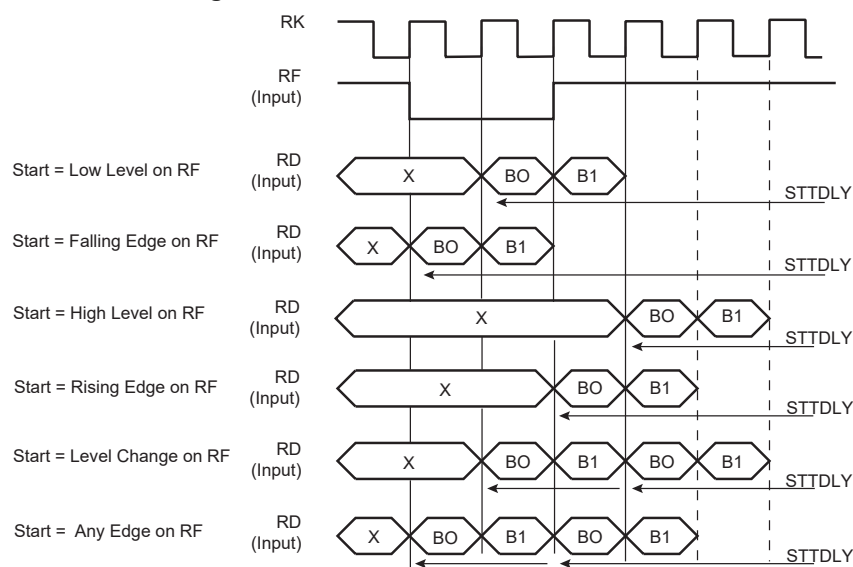 RK
RF
(Input)
Start = Low Level on RF
RD
(Input)
X
BO
B1
STTDLY
Start = Falling Edge on RF
RD
(Input)
X
BO
B1
STTDLY
Start = High Level on RF
RD
(Input)
X
BO
B1
STTDLY
Start = Rising Edge on RF
RD
(Input)
X
BO
B1
STTDLY
Start = Level Change on RF
RD
(Input)
X
BO
B1
BO
B1
STTDLY
Start = Any Edge on RF
RD
(Input)
X
BO
B1
BO
B1
STTDLY